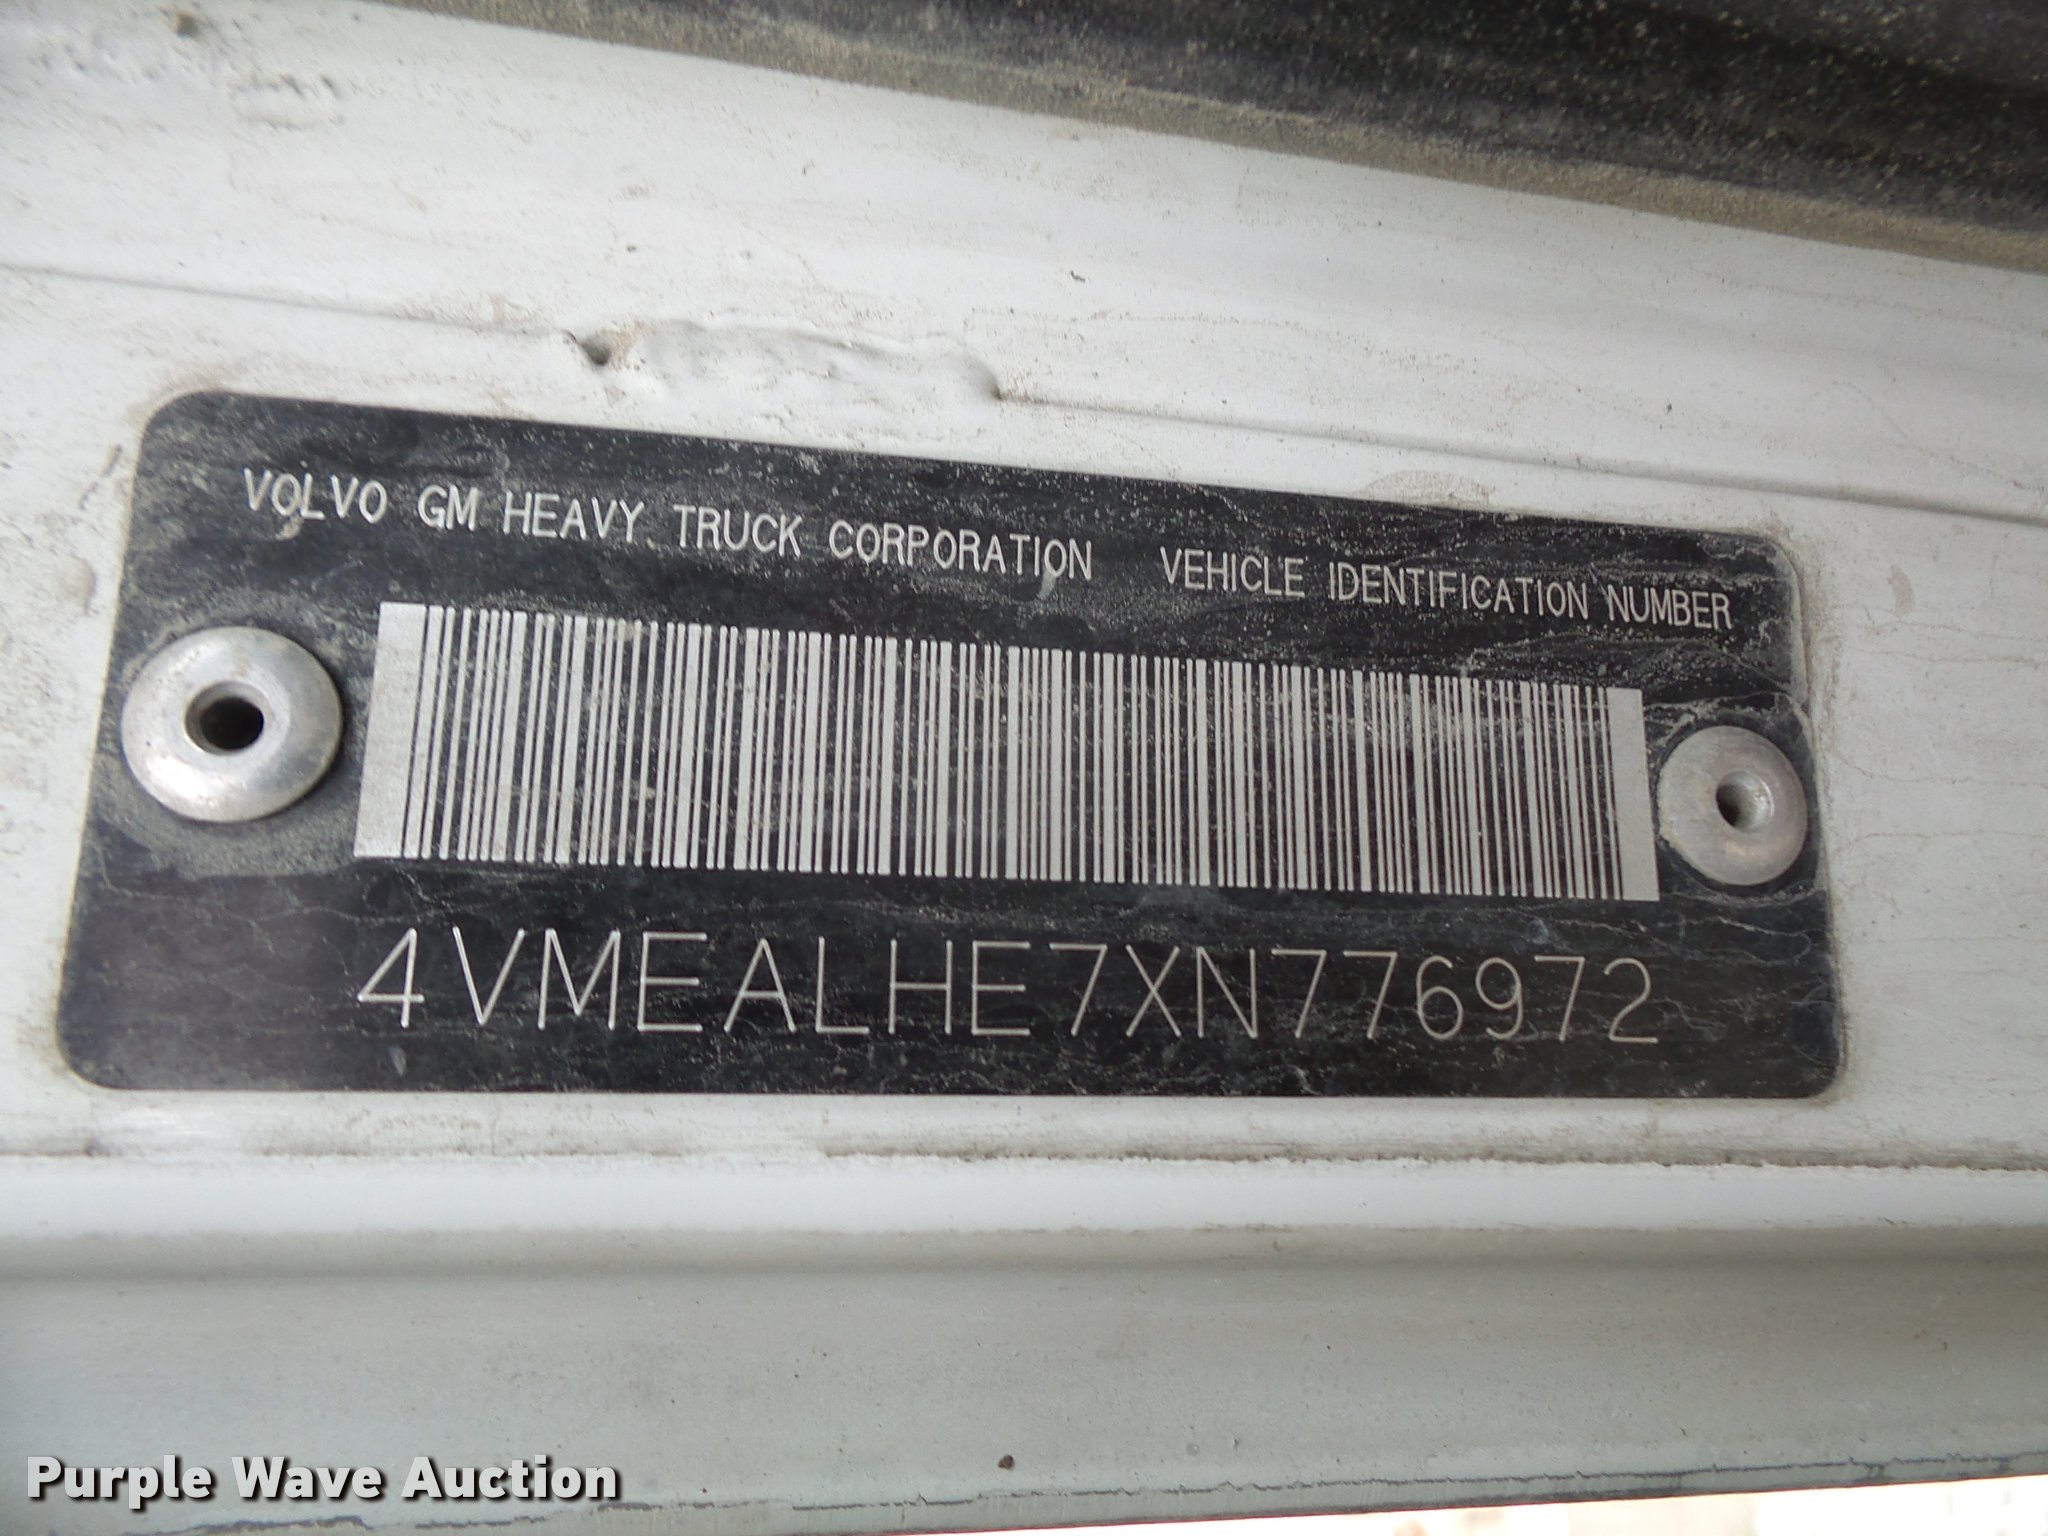 VOLVO GM HEAVY TRUCK CORPORATION VEHICLE IDENTIFICATION NUMBER
4VMEALHE7XN776972
Purple Wave Auction